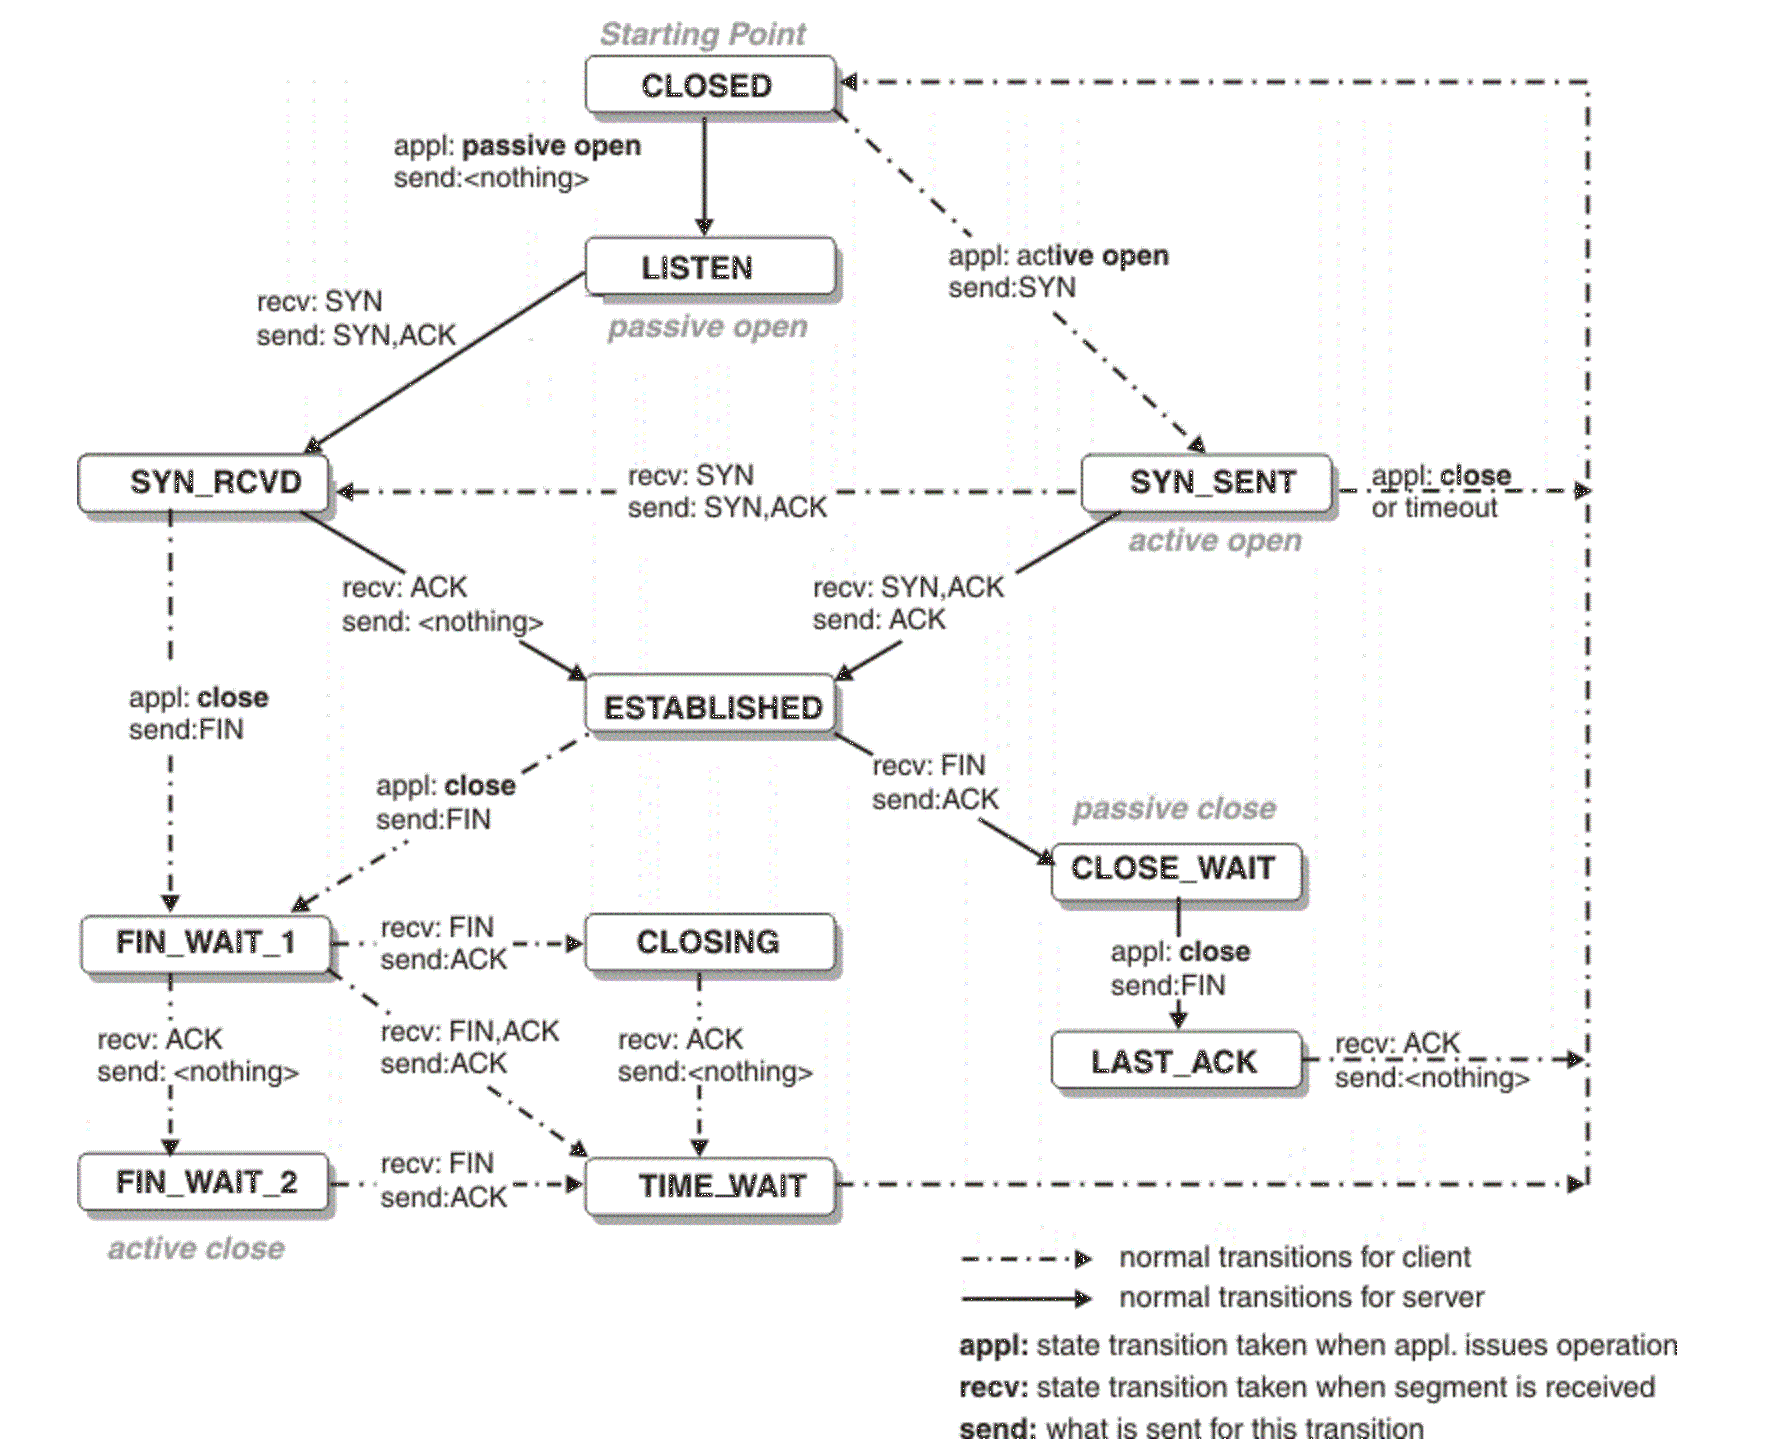 Starting Point
CLOSED
appl: passive open
send:<nothing>
LISTEN
passive open
appl: active open
send:SYN
recv: SYN
send: SYN,ACK
SYN_RCVD
recv: SYN
send: SYN,ACK
SYN_SENT
appl: close
or timeout
active open
recv: ACK
send: <nothing>
recv: SYN,ACK
send: ACK
appl: close
send:FIN
ESTABLISHED
appl: close
send:FIN
recv: FIN
send:ACK
passive close
CLOSE_WAIT
FIN_WAIT_1
recv: FIN
send:ACK
CLOSING
appl: close
send:FIN
recv: ACK
send: <nothing>
recv: FIN,ACK
send:ACK
recv: ACK
send:<nothing>
LAST_ACK
recv: ACK
send:<nothing>
FIN_WAIT_2
recv: FIN
send:ACK
TIME_WAIT
active close
normal transitions for client
normal transitions for server
appl: state transition taken when appl. issues operation
recv: state transition taken when segment is received
send: what is sent for this transition